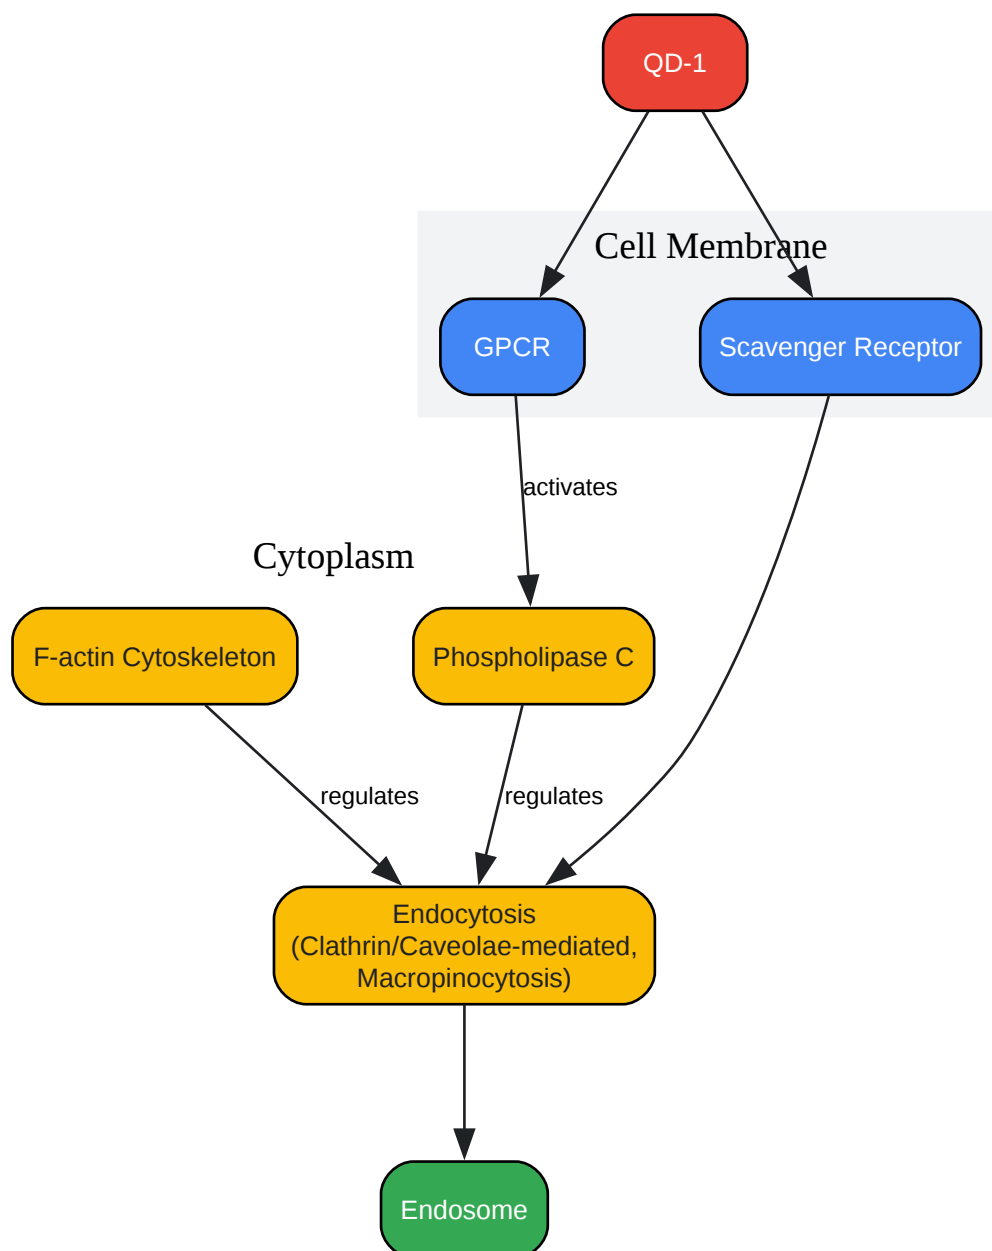 QD-1
Cell Membrane
GPCR
Scavenger Receptor
activates
Cytoplasm
F-actin Cytoskeleton
Phospholipase C
regulates
regulates
Endocytosis
(Clathrin/Caveolae-mediated,
Macropinocytosis)
Endosome